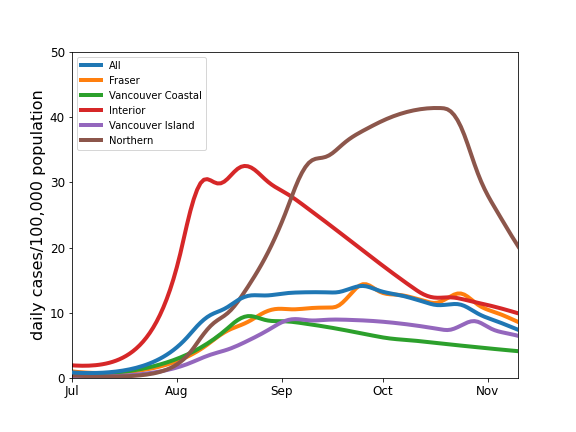 50
40
30
20
10
0
daily cases/100,000 population
All
Fraser
Vancouver Coastal
Interior
Vancouver Island
Northern
Jul Aug Sep Oct Nov